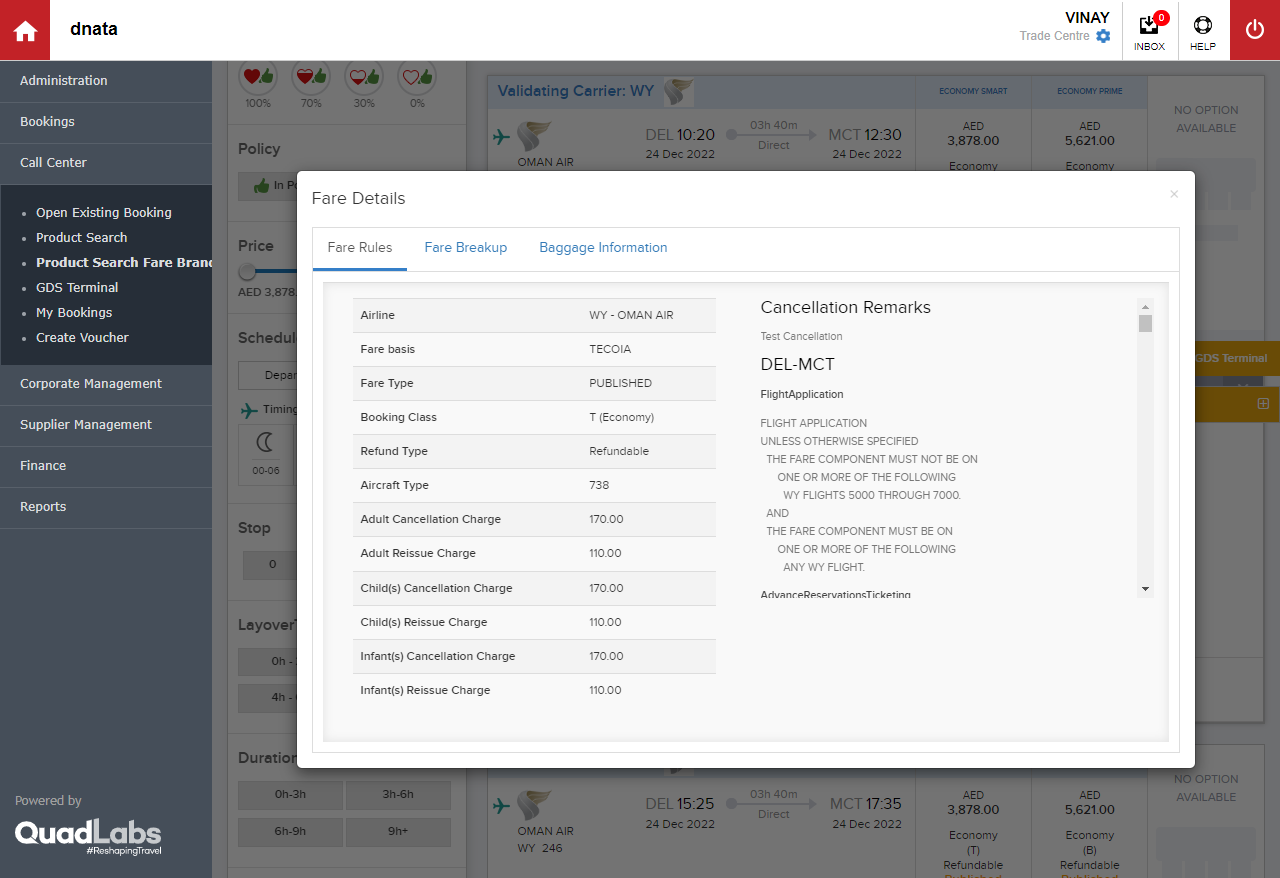 dnata
VINAY
Trade Centre
0
INBOX
HELP
Administration
Bookings
Call Center
Open Existing Booking
Product Search
Product Search Fare Bran
GDS Terminal
My Bookings
Create Voucher
Corporate Management
Supplier Management
Finance
Reports
Powered by
QuadLabs
#ReshapingTravel
100% 70% 30% 0%
Policy
In Po
Price
AED 3,878.
Schedul
Depar
Timing
00-06
Stop
0
Layover
0h -
4h -
Duration
0h-3h 3h-6h
6h-9h 9h+
Validating Carrier: WY
ECONOMY SMART ECONOMY PRIME
NO OPTION
AVAILABLE
DEL 10:20 03h 40m MCT 12:30
24 Dec 2022 Direct 24 Dec 2022
OMAN AIR
AED
3,878.00
Economy
AED
5,621.00
Economy
GDS Terminal
Fare Details ×
Fare Rules Fare Breakup Baggage Information
Airline WY - OMAN AIR
Fare basis TECOIA
Fare Type PUBLISHED
Booking Class T (Economy)
Refund Type Refundable
Aircraft Type 738
Adult Cancellation Charge 170.00
Adult Reissue Charge 110.00
Child(s) Cancellation Charge 170.00
Child(s) Reissue Charge 110.00
Infant(s) Cancellation Charge 170.00
Infant(s) Reissue Charge 110.00
Cancellation Remarks
Test Cancellation
DEL-MCT
FlightApplication
FLIGHT APPLICATION
UNLESS OTHERWISE SPECIFIED
THE FARE COMPONENT MUST NOT BE ON
ONE OR MORE OF THE FOLLOWING
WY FLIGHTS 5000 THROUGH 7000.
AND
THE FARE COMPONENT MUST BE ON
ONE OR MORE OF THE FOLLOWING
ANY WY FLIGHT.
AdvanceReservationsTicketing
DEL 15:25 03h 40m MCT 17:35
24 Dec 2022 Direct 24 Dec 2022
OMAN AIR
WY 246
AED
3,878.00
Economy
(T)
Refundable
Published
AED
5,621.00
Economy
(B)
Refundable
Published
NO OPTION
AVAILABLE